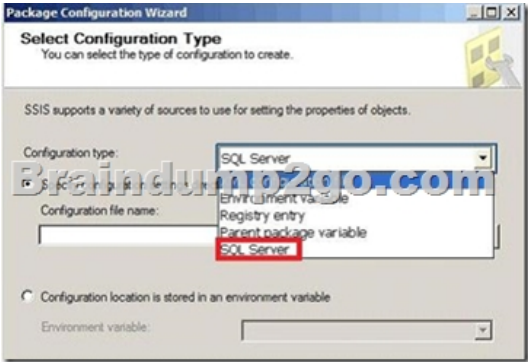 Package Configuration Wizard
Select Configuration Type
You can select the type of configuration to create.
SSIS supports a variety of sources to use for setting the properties of objects.
Configuration type:
SQL Server
Braindump2go.com
Environment variable
Registry entry
Parent package variable
SQL Server
Configuration file name:
Configuration location is stored in an environment variable
Environment variable: